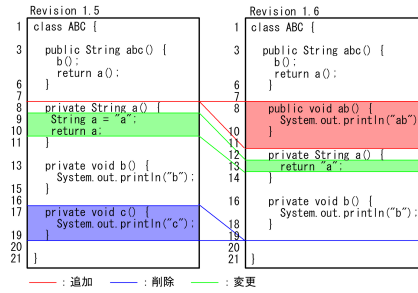 Revision 1.5
1 class ABC {
3 public String abc() {
b();
return a();
6 }
7
8 private String a() {
9 String a = "a";
10 return a;
11 }
13 private void b() {
System.out.println("b");
15 }
16
17 private void c() {
System.out.println("c");
19 }
20
21 }
Revision 1.6
1 class ABC {
3 public String abc() {
b();
return a();
6 }
7
8 public void ab() {
System.out.println("ab")
10 }
11
12 private String a() {
13 return "a";
14 }
16 private void b() {
System.out.println("b");
18 }
19
20
21 }
: 追加 : 削除 : 変更